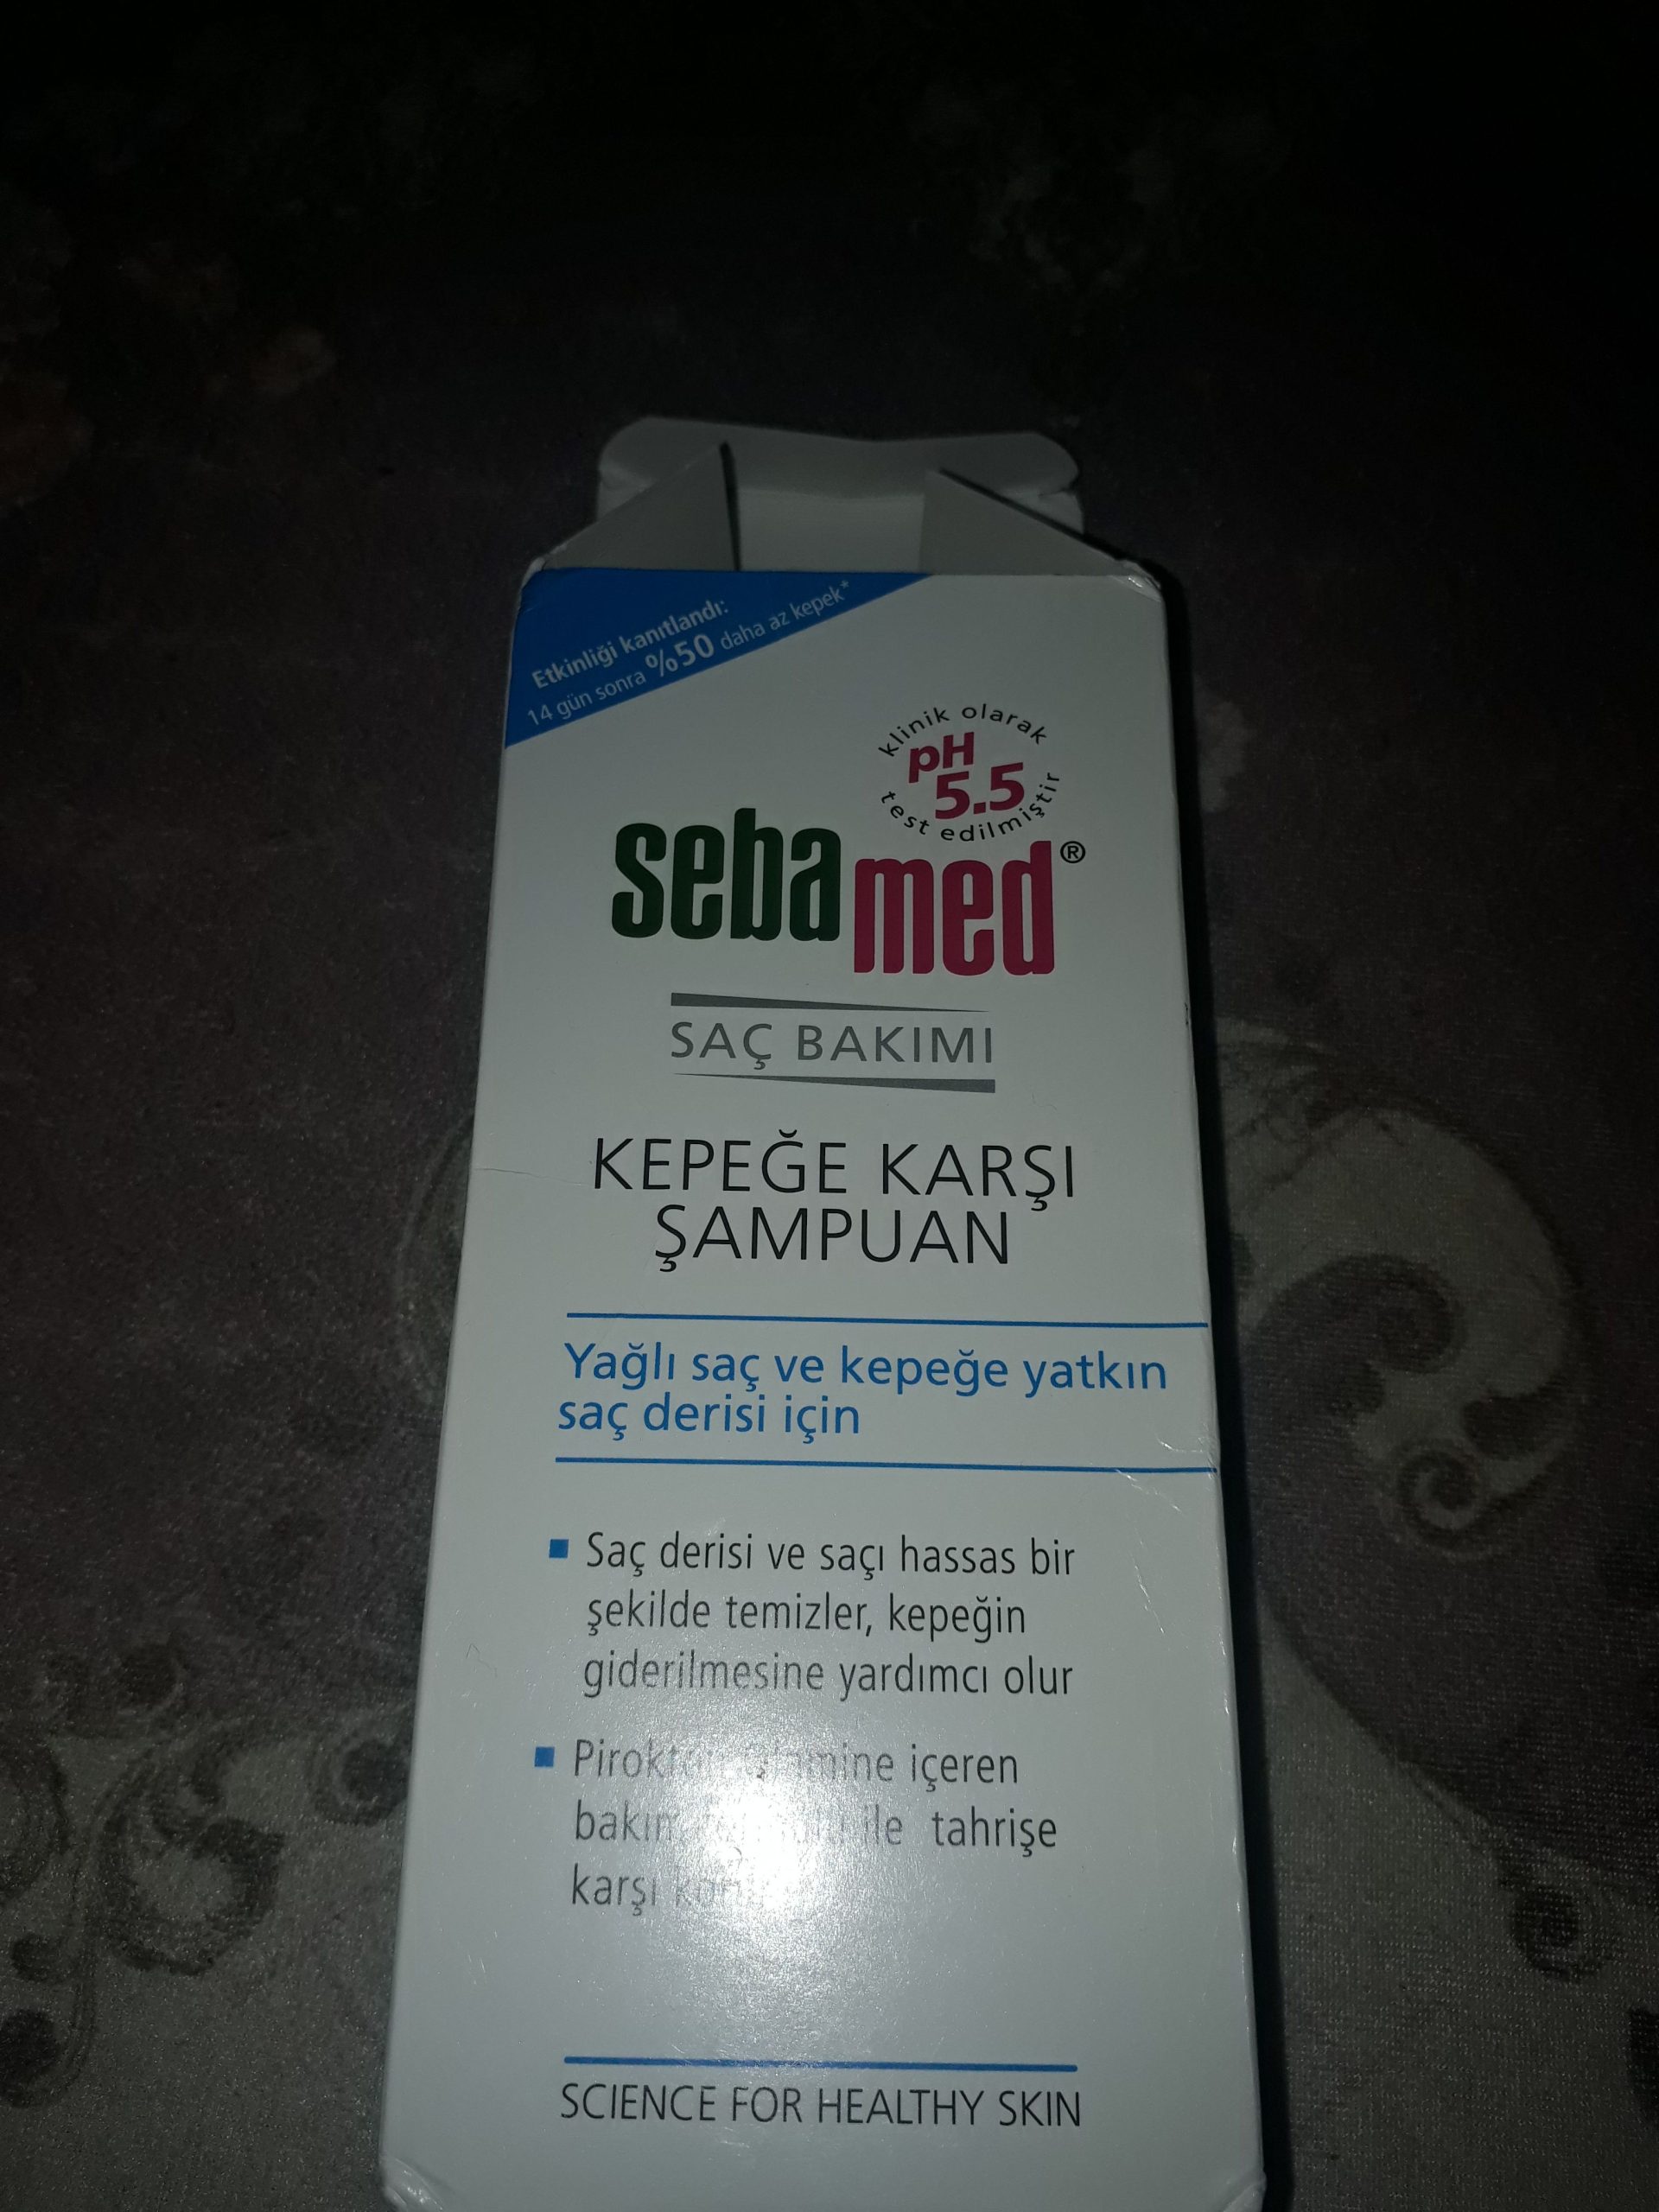 Etkinliği kanıtlandı:
14 gün sonra %50 daha az kepek*
klinik olarak
pH
5.5
test edilmiştir
sebamed®
SAÇ BAKIMI
KEPEĞE KARŞI
ŞAMPUAN
Yağlı saç ve kepeğe yatkın
saç derisi için
▪ Saç derisi ve saçı hassas bir
şekilde temizler, kepeğin
giderilmesine yardımcı olur
▪ içeren
ile tahrişe
karşı
SCIENCE FOR HEALTHY SKIN